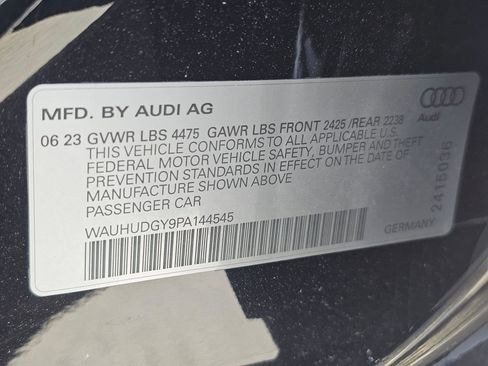 MFD. BY AUDI AG
Audi
06 23 GVWR LBS 4475 GAWR LBS FRONT 2425 /REAR 2238
THIS VEHICLE CONFORMS TO ALL APPLICABLE U.S.
FEDERAL MOTOR VEHICLE SAFETY, BUMPER AND THEFT
PREVENTION STANDARDS IN EFFECT ON THE DATE OF
MANUFACTURE SHOWN ABOVE
PASSENGER CAR
WAUHUDGY9PA144545
GERMANY
2415036